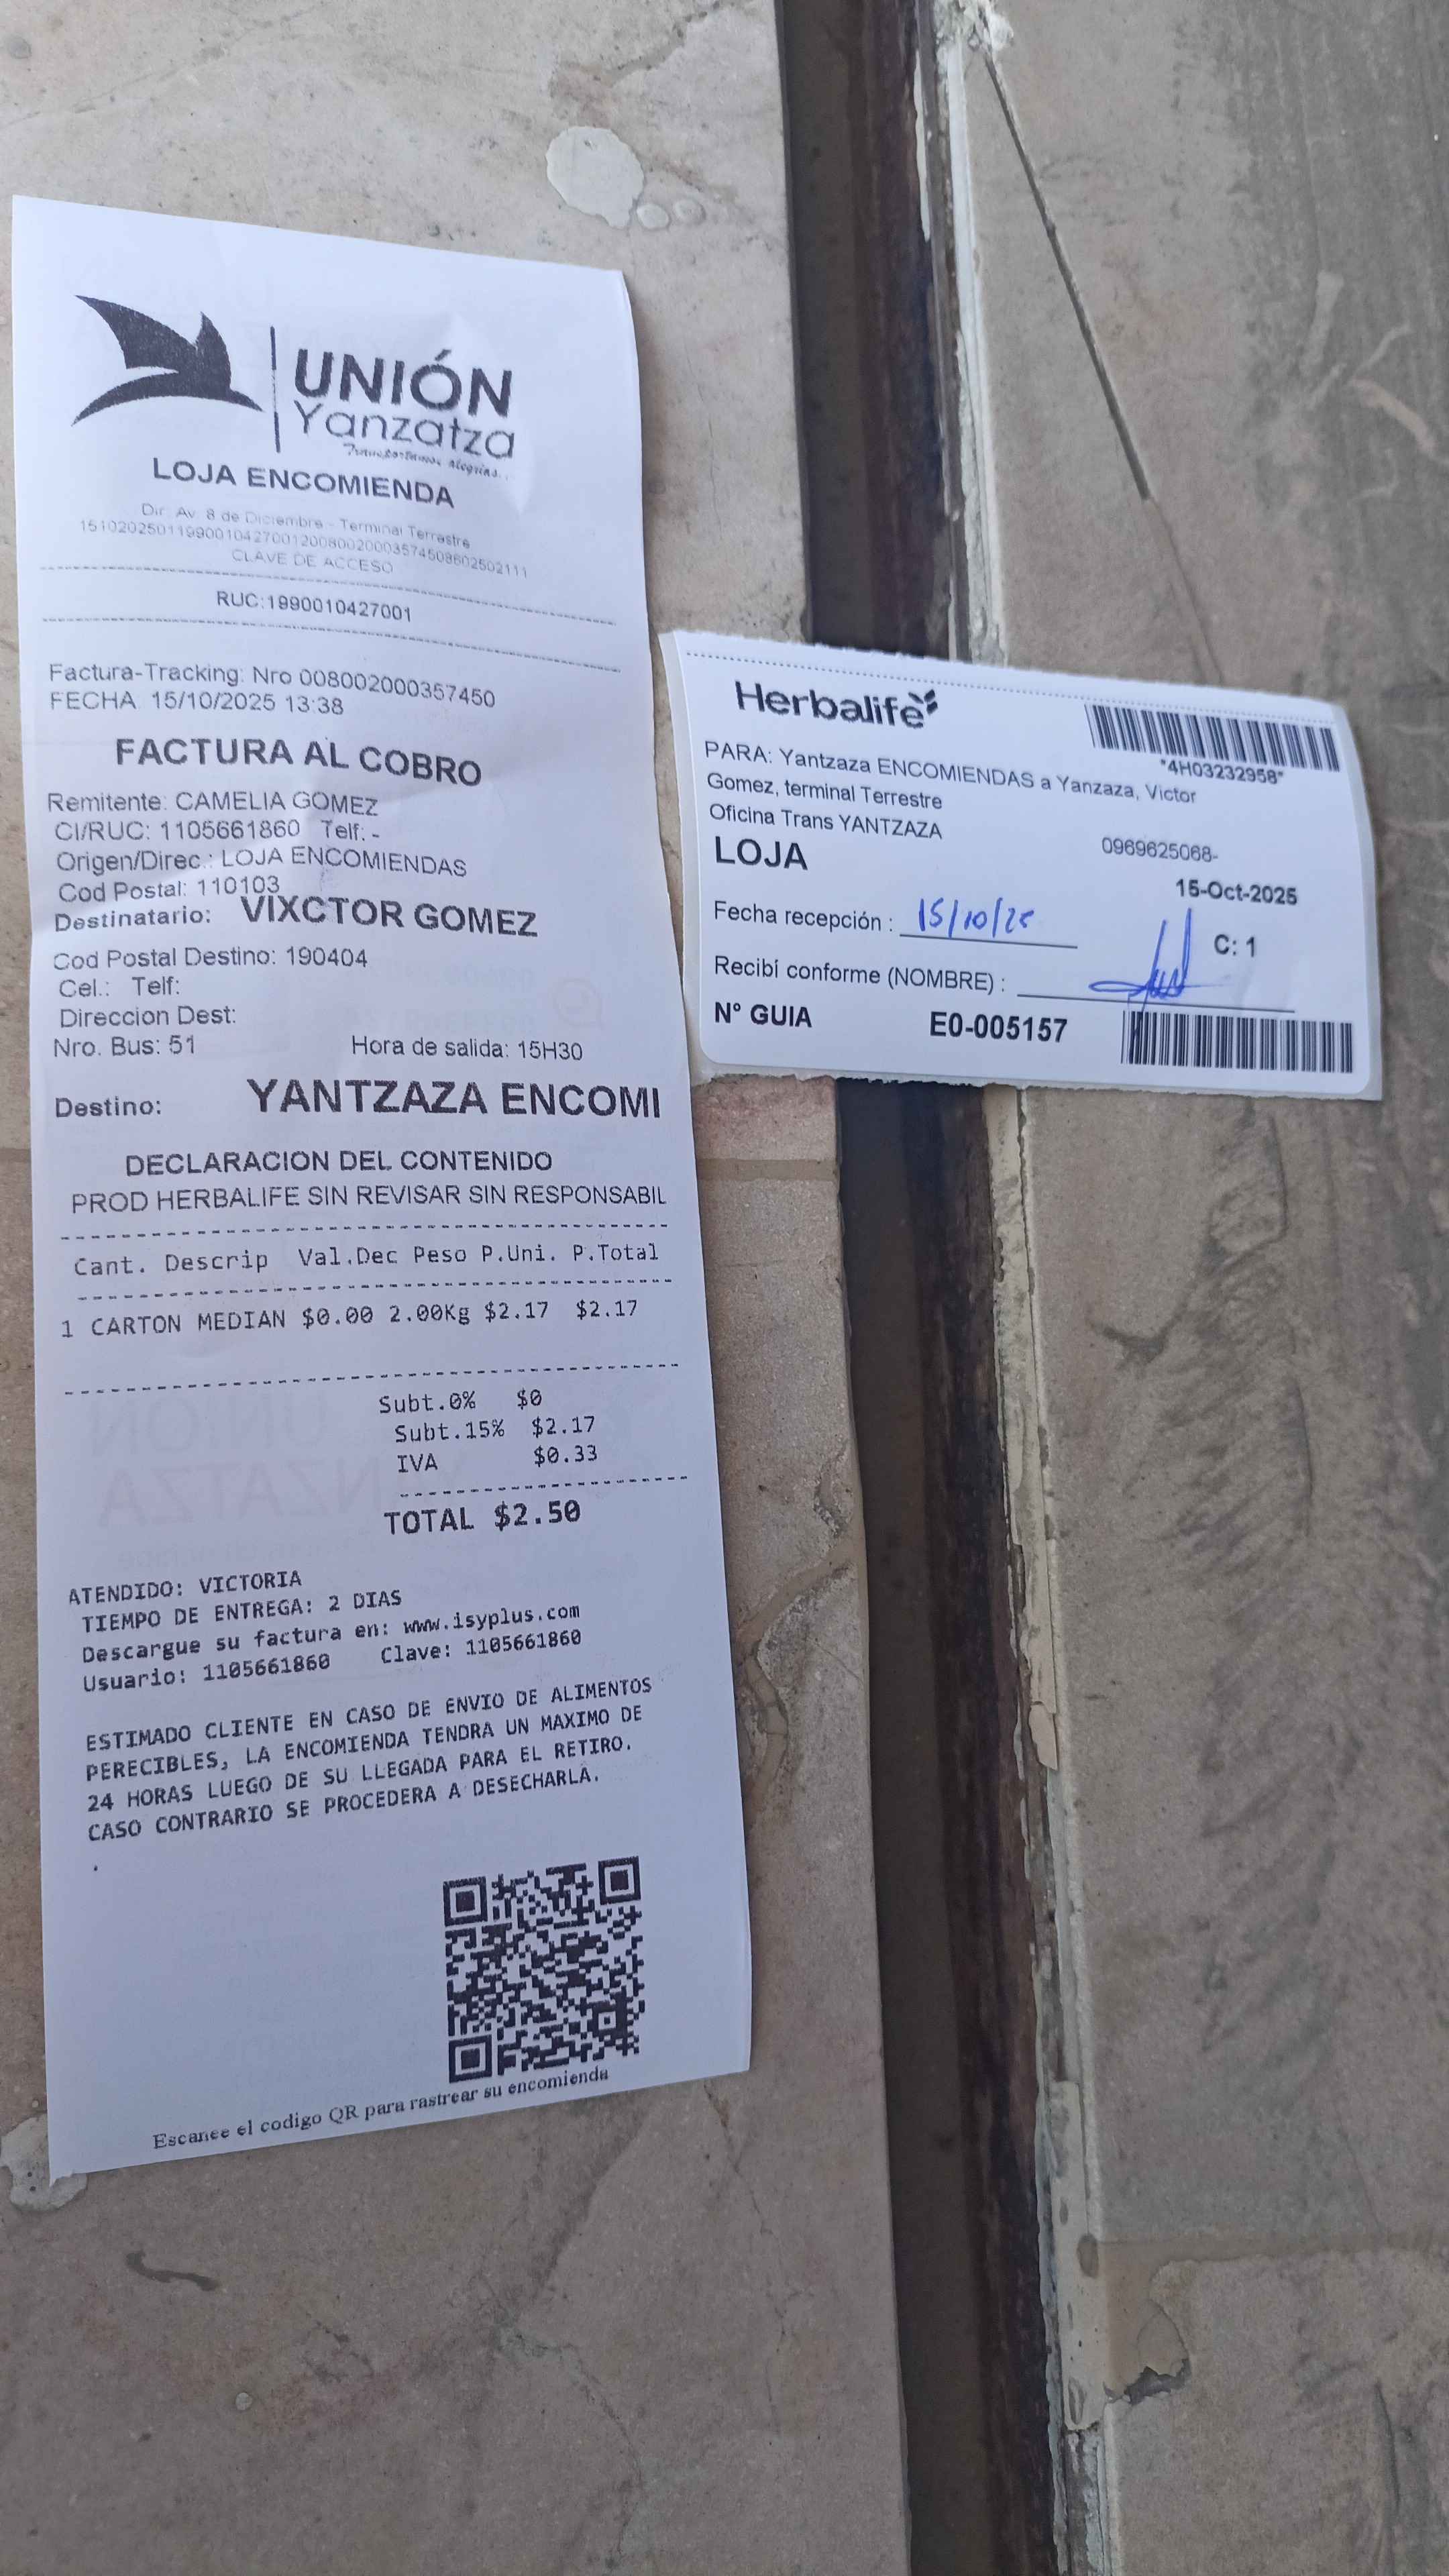 UNIÓN
Yanzatza
Transportamos alegrías...
LOJA ENCOMIENDA
Dir: Av. 8 de Diciembre - Terminal Terrestre
CLAVE DE ACCESO
RUC:1990010427001
Factura-Tracking: Nro 008002000357450
FECHA 15/10/2025 13:38
FACTURA AL COBRO
Remitente: CAMELIA GOMEZ
CI/RUC: 1105661860 Telf: -
Origen/Direc.: LOJA ENCOMIENDAS
Cod Postal: 110103
Destinatario: VIXCTOR GOMEZ
Cod Postal Destino: 190404
Cel.: Telf:
Direccion Dest:
Nro. Bus: 51 Hora de salida: 15H30
Destino: YANTZAZA ENCOMI
DECLARACION DEL CONTENIDO
PROD HERBALIFE SIN REVISAR SIN RESPONSABIL
Cant. Descrip Val.Dec Peso P.Uni. P.Total
1 CARTON MEDIAN $0.00 2.00Kg $2.17 $2.17
Subt.0% $0
Subt.15% $2.17
IVA $0.33
TOTAL $2.50
ATENDIDO: VICTORIA
TIEMPO DE ENTREGA: 2 DIAS
Descargue su factura en: www.isyplus.com
Usuario: 1105661860 Clave: 1105661860
ESTIMADO CLIENTE EN CASO DE ENVIO DE ALIMENTOS
PERECIBLES, LA ENCOMIENDA TENDRA UN MAXIMO DE
24 HORAS LUEGO DE SU LLEGADA PARA EL RETIRO.
CASO CONTRARIO SE PROCEDERA A DESECHARLA.
.
Escanee el codigo QR para rastrear su encomienda
Herbalife
*4H03232958*
PARA: Yantzaza ENCOMIENDAS a Yanzaza, Victor
Gomez, terminal Terrestre
Oficina Trans YANTZAZA
LOJA
0969625068-
15-Oct-2025
Fecha recepción : 15/10/25
C: 1
Recibí conforme (NOMBRE) :
N° GUIA E0-005157